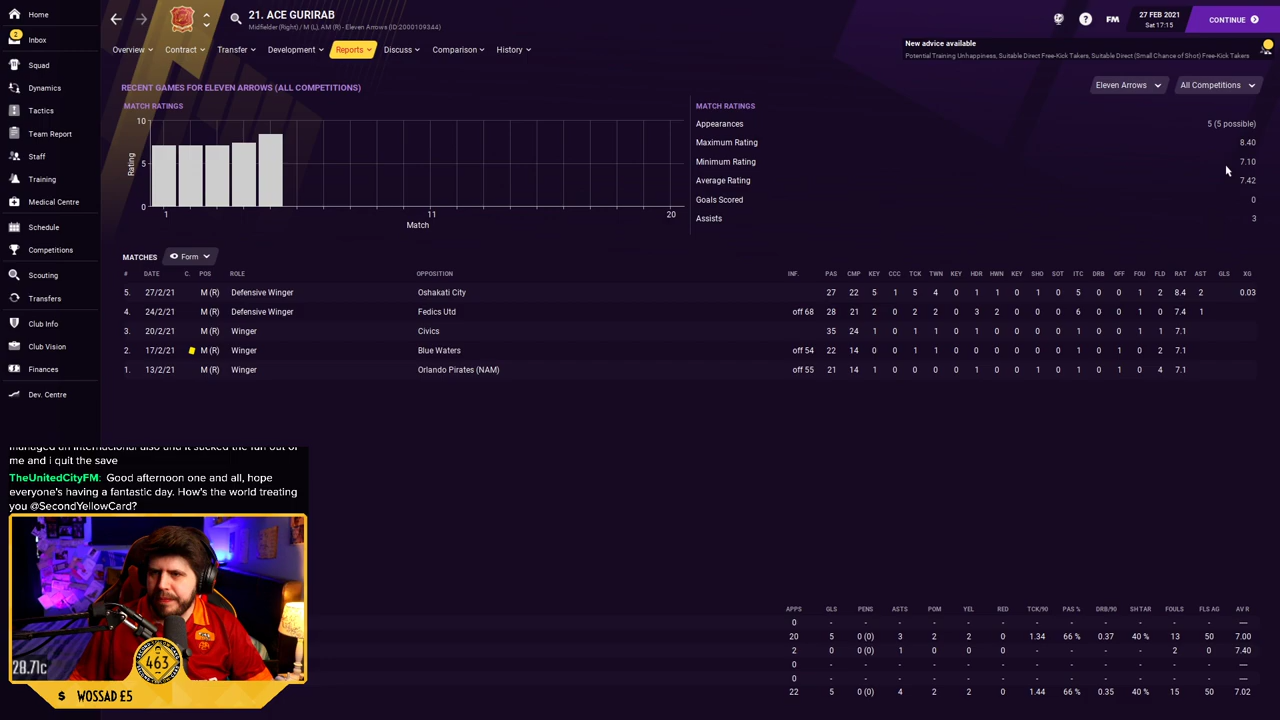 21. ACE GURIRAB
Midfielder (Right) / M (L), AM (R) - Eleven Arrows (ID:2000109344)
27 FEB 2021
Sat 17:15
FM
CONTINUE
New advice available
Potential Training Unhappiness, Suitable Direct Free-Kick Takers, Suitable Direct (Small Chance of Shot) Free-Kick Takers
Home
2
Inbox
Squad
Dynamics
Tactics
Team Report
Staff
Training
Medical Centre
Schedule
Competitions
Scouting
Transfers
Club Info
Club Vision
Finances
Dev. Centre
Overview Contract Transfer Development Reports Discuss Comparison History
RECENT GAMES FOR ELEVEN ARROWS (ALL COMPETITIONS)
Eleven Arrows All Competitions
MATCH RATINGS
10
5
0
Rating
1 11 20
Match
MATCH RATINGS
Appearances 5 (5 possible)
Maximum Rating 8.40
Minimum Rating 7.10
Average Rating 7.42
Goals Scored 0
Assists 3
MATCHES Form
# DATE C. POS ROLE OPPOSITION INF. PAS CMP KEY CCC TCK TWN KEY HDR HWN KEY SHO SOT ITC DRB OFF FOU FLD RAT AST GLS XG
5. 27/2/21 M (R) Defensive Winger Oshakati City 27 22 5 1 5 4 0 1 1 0 1 0 5 0 0 1 2 8.4 2 0.03
4. 24/2/21 M (R) Defensive Winger Fedics Utd off 68 28 21 2 0 2 2 0 3 2 0 0 0 6 0 0 1 0 7.4 1
3. 20/2/21 M (R) Winger Civics 35 24 1 0 1 1 0 1 0 0 0 0 1 0 0 1 1 7.1
2. 17/2/21 M (R) Winger Blue Waters off 54 22 14 0 0 1 1 0 0 0 0 0 0 1 0 1 0 2 7.1
1. 13/2/21 M (R) Winger Orlando Pirates (NAM) off 55 21 14 1 0 0 0 0 1 0 0 1 0 1 0 1 0 4 7.1
me and i quit the save
TheUnitedCityFM: Good afternoon one and all, hope
everyone's having a fantastic day. How's the world treating
you @SecondYellowCard?
28.71c
463
$ WOSSAD £5
APPS GLS PENS ASTS POM YEL RED TCK/90 PAS % DRB/90 SH TAR FOULS FLS AG AV R
0 - - - - - - - - - - - - —
20 5 0 (0) 3 2 2 0 1.34 66 % 0.37 40 % 13 50 7.00
2 0 0 (0) 1 0 0 0 - - - - 2 0 7.40
0 - - - - - - - - - - - - —
0 - - - - - - - - - - - - —
22 5 0 (0) 4 2 2 0 1.44 66 % 0.35 40 % 15 50 7.02